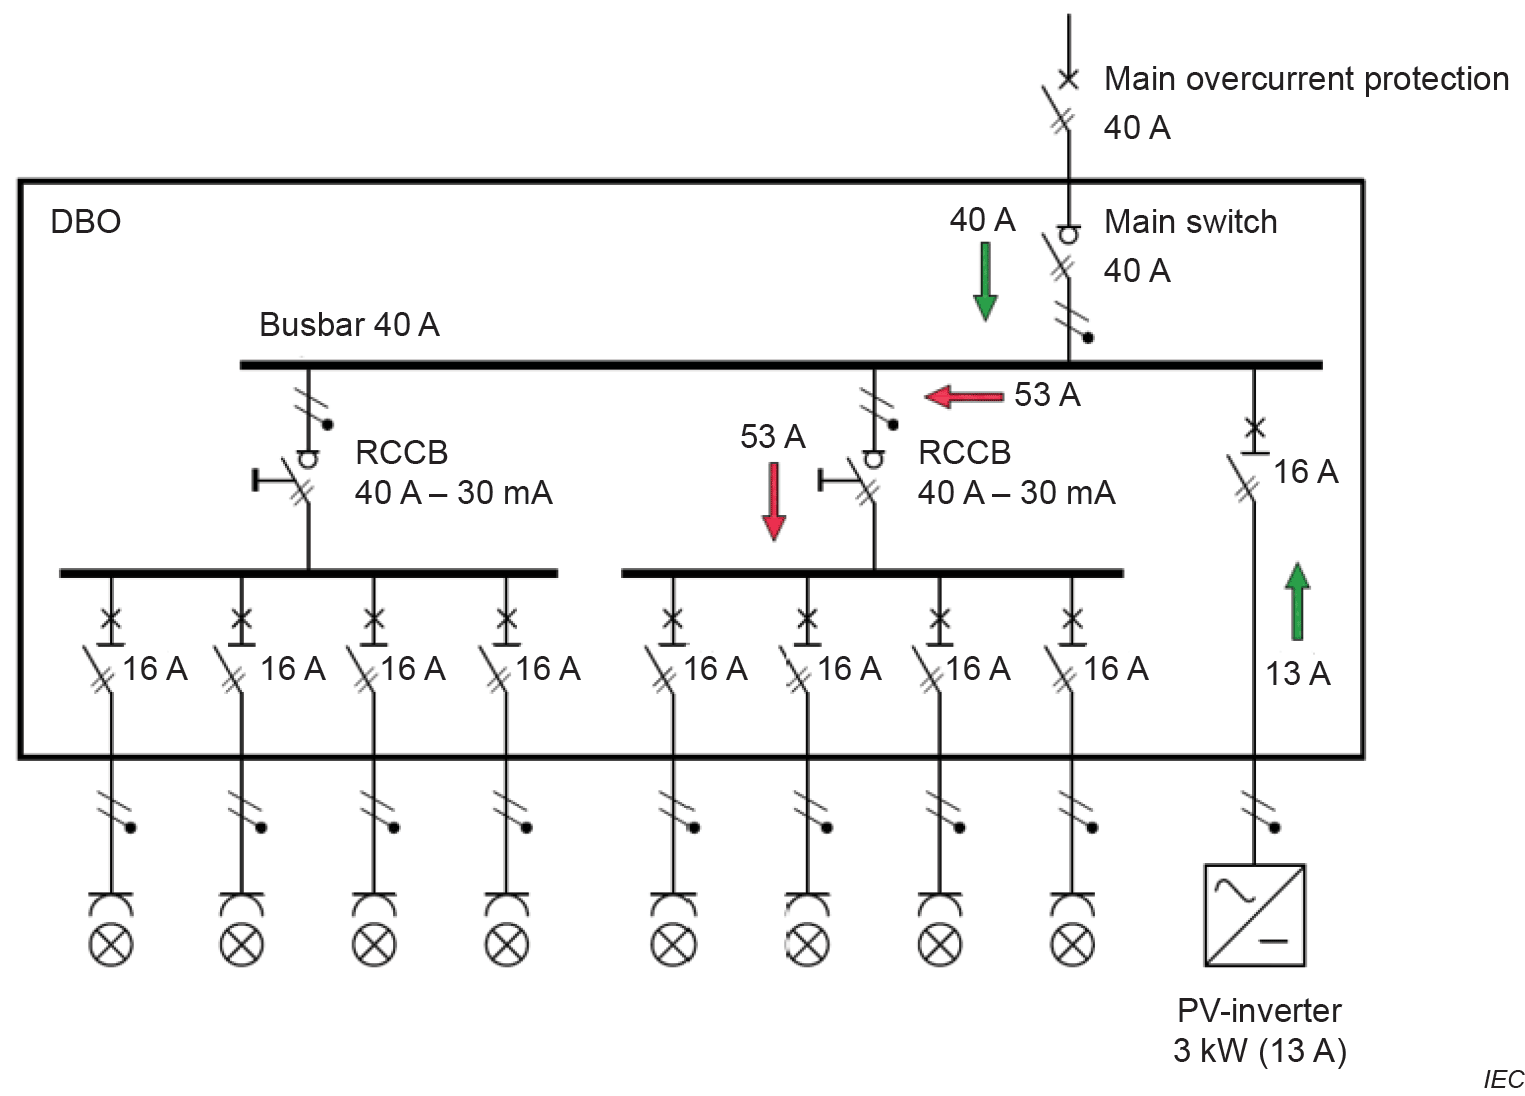 Main overcurrent protection
40 A
DBO
40 A
Main switch
40 A
Busbar 40 A
53 A
53 A
RCCB
40 A – 30 mA
RCCB
40 A – 30 mA
16 A
16 A
16 A
16 A
16 A
16 A
16 A
16 A
16 A
13 A
PV-inverter
3 kW (13 A)
IEC